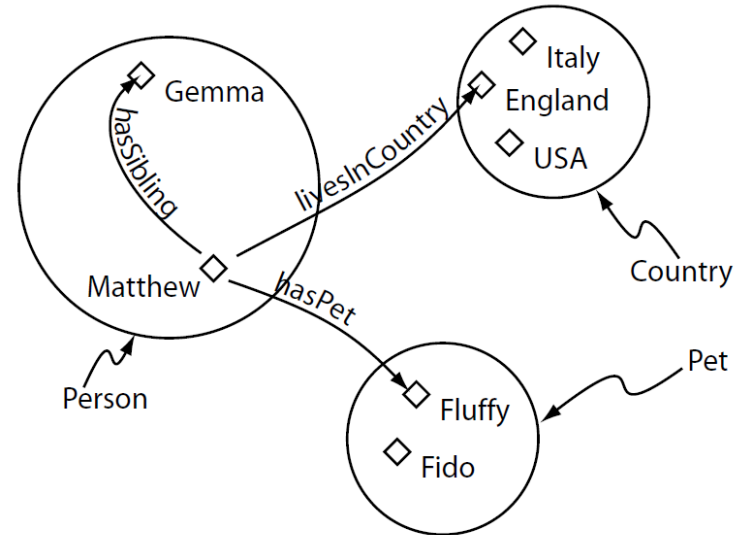 Italy
Gemma
England
hasSibling
livesInCountry
USA
Country
Matthew
hasPet
Pet
Person
Fluffy
Fido